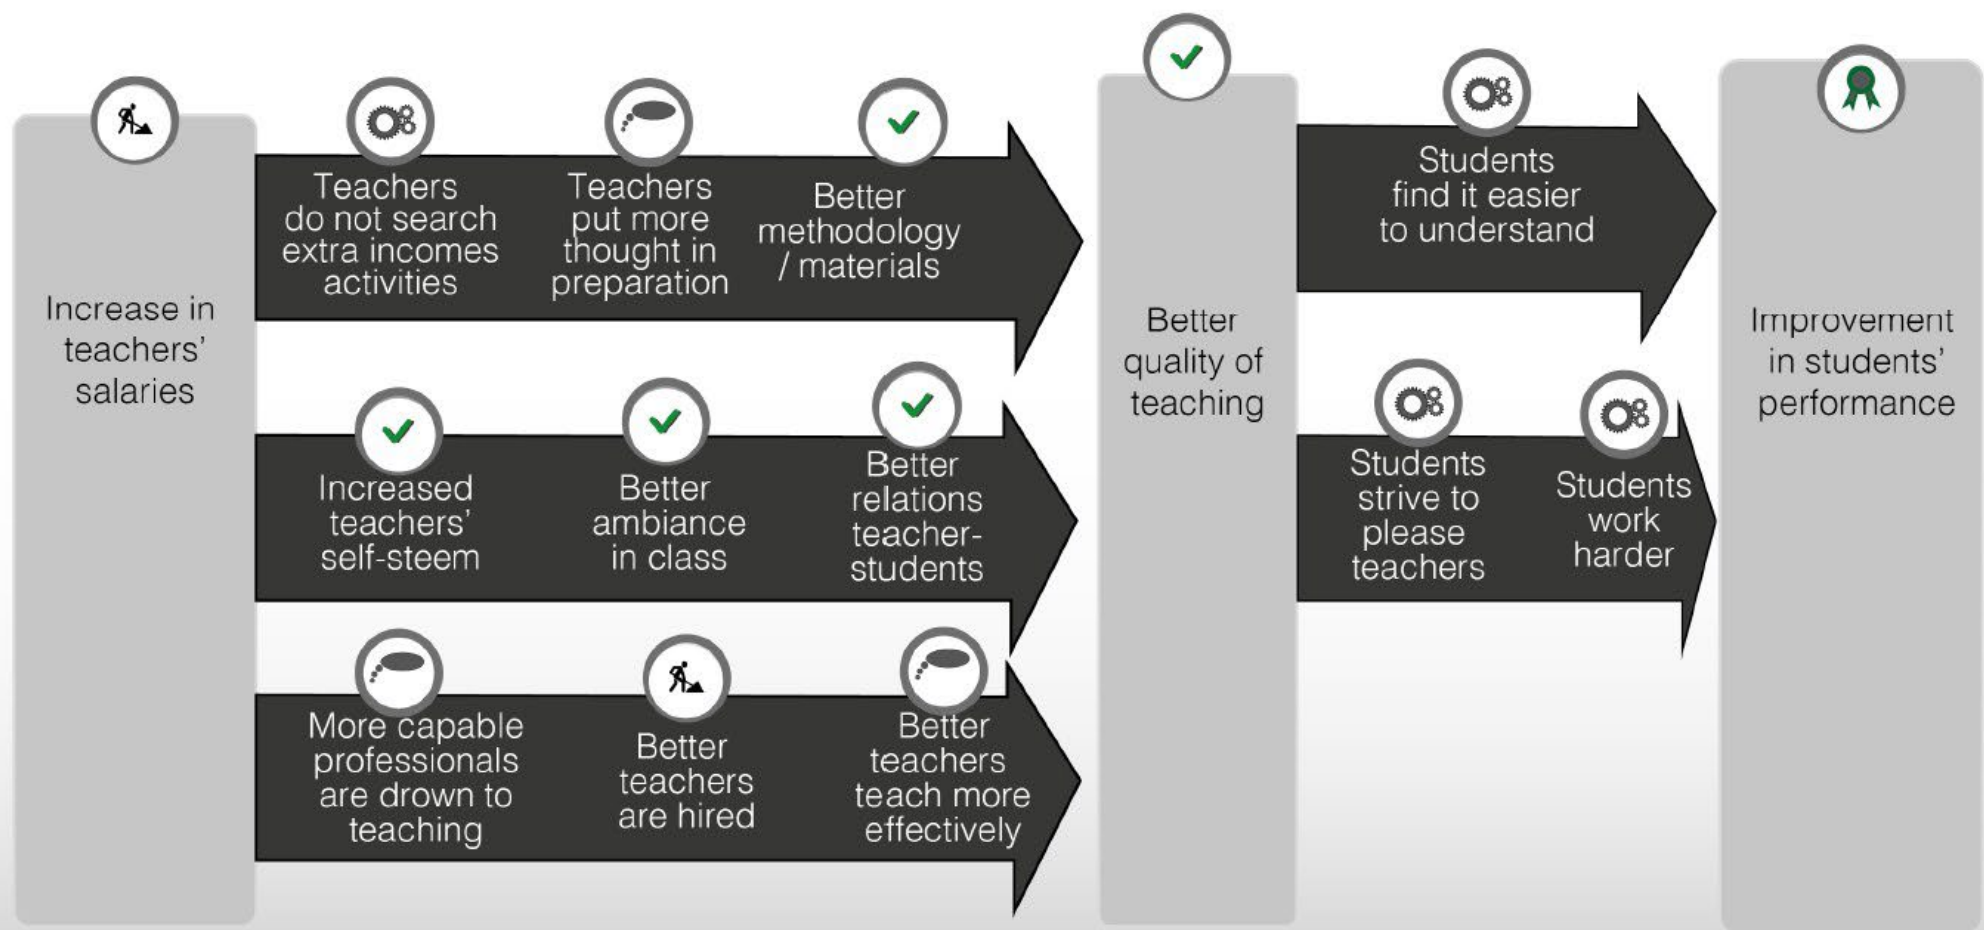 Increase in
teachers’
salaries
Teachers
do not search
extra incomes
activities
Teachers
put more
thought in
preparation
Better
methodology
/ materials
Increased
teachers’
self-steem
Better
ambiance
in class
Better
relations
teacher-
students
More capable
professionals
are drown to
teaching
Better
teachers
are hired
Better
teachers
teach more
effectively
Better
quality of
teaching
Students
find it easier
to understand
Students
strive to
please
teachers
Students
work
harder
Improvement
in students’
performance